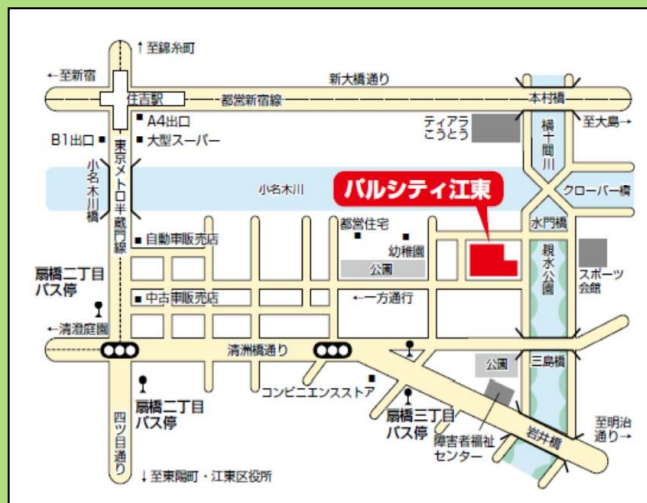 ↑至錦糸町
←至新宿
新大橋通り
住吉駅
都営新宿線
本村橋
A4出口
B1出口
大型スーパー
ティアラ
こうとう
至大島→
横十間川
小名木川橋
東京メトロ半蔵門線
小名木川
パルシティ江東
クローバー橋
水門橋
都営住宅
幼稚園
自動車販売店
公園
親水公園
スポーツ
会館
扇橋二丁目
バス停
中古車販売店
←一方通行
←清澄庭園
清洲橋通り
三島橋
公園
コンビニエンスストア
扇橋二丁目
バス停
扇橋三丁目
バス停
障害者福祉
センター
岩井橋
至明治
通り→
四ツ目通り
↓至東陽町・江東区役所